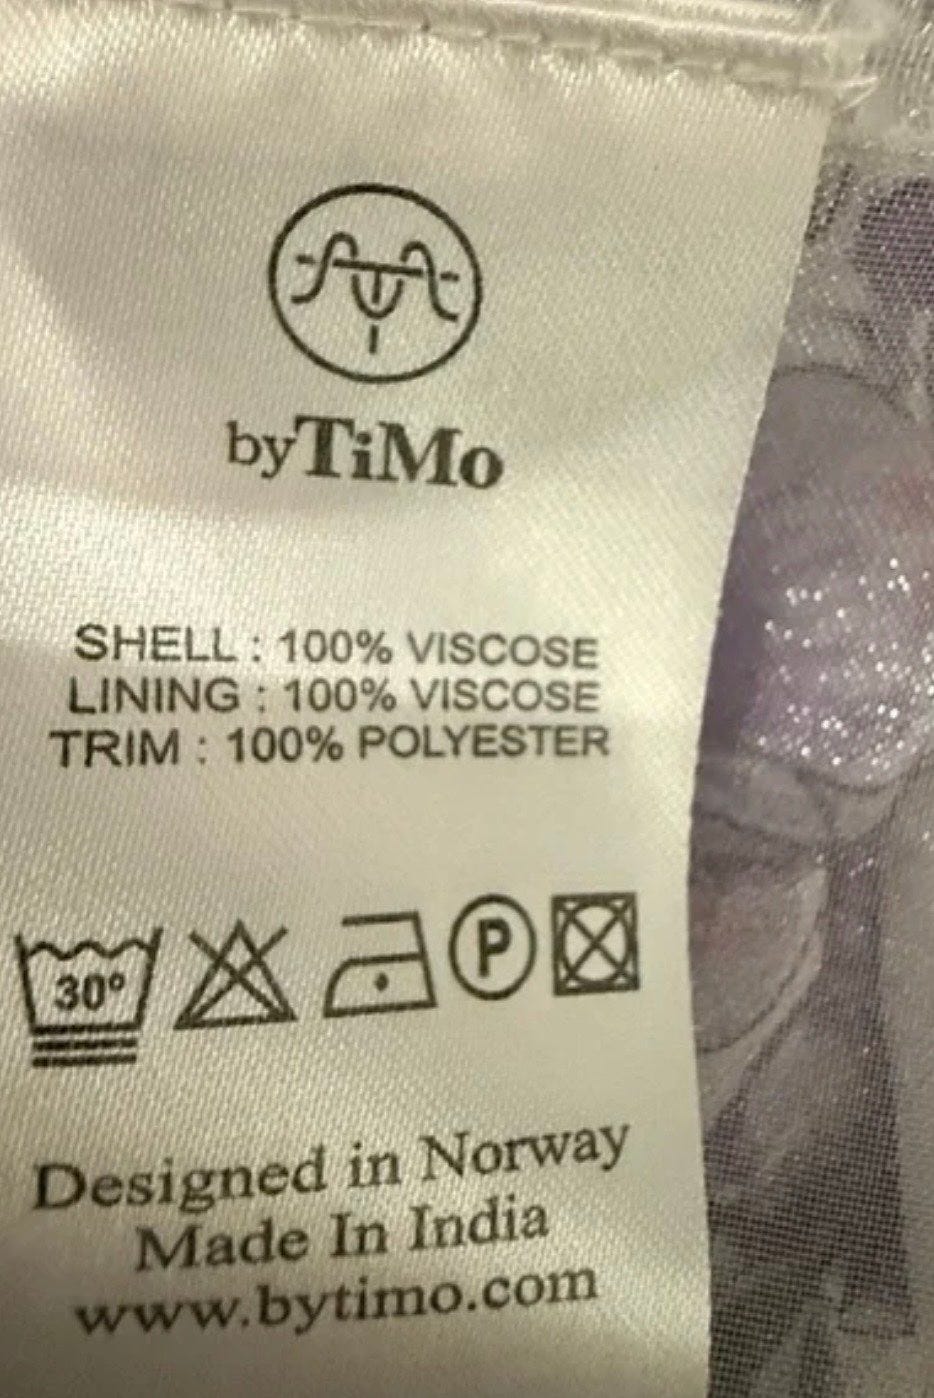 byTiMo
SHELL : 100% VISCOSE
LINING : 100% VISCOSE
TRIM : 100% POLYESTER
30° P
Designed in Norway
Made In India
www.bytimo.com